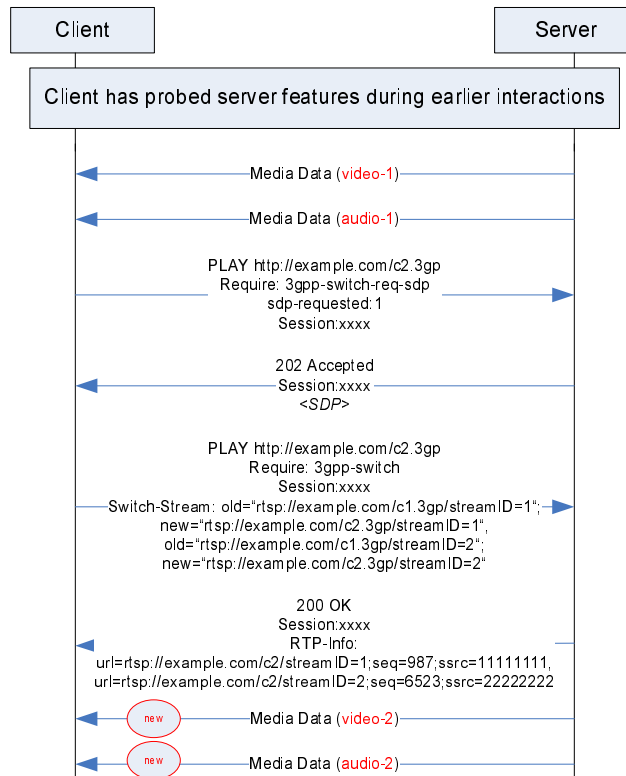 Client
Server
Client has probed server features during earlier interactions
Media Data (video-1)
Media Data (audio-1)
PLAY http://example.com/c2.3gp
Require: 3gpp-switch-req-sdp
sdp-requested:1
Session:xxxx
202 Accepted
Session:xxxx
<SDP>
PLAY http://example.com/c2.3gp
Require: 3gpp-switch
Session:xxxx
Switch-Stream: old=“rtsp://example.com/c1.3gp/streamID=1“;
new=“rtsp://example.com/c2.3gp/streamID=1“,
old=“rtsp://example.com/c1.3gp/streamID=2“;
new=“rtsp://example.com/c2.3gp/streamID=2“
200 OK
Session:xxxx
RTP-Info:
url=rtsp://example.com/c2/streamID=1;seq=987;ssrc=11111111,
url=rtsp://example.com/c2/streamID=2;seq=6523;ssrc=22222222
new
Media Data (video-2)
new
Media Data (audio-2)